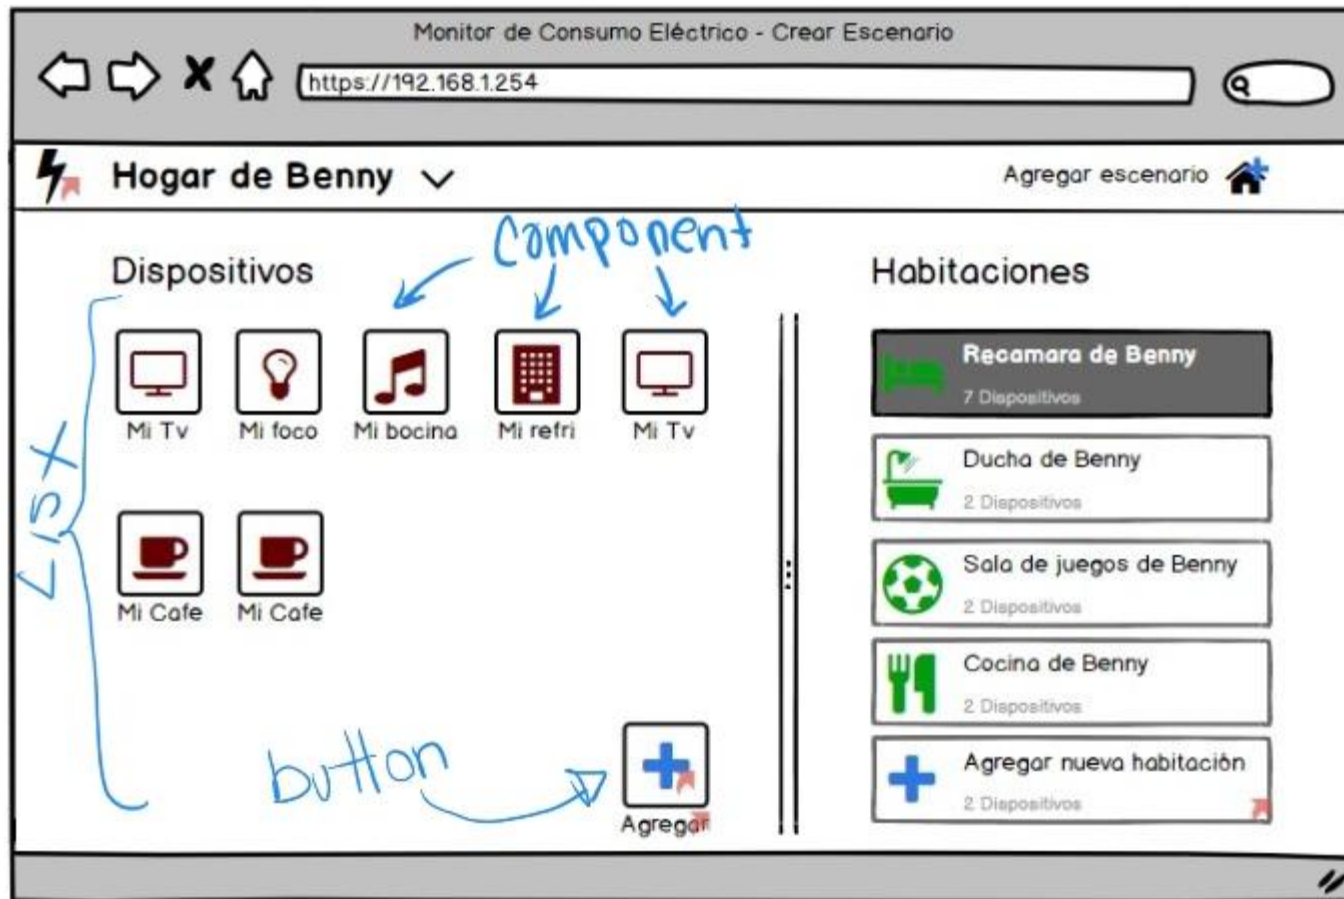 Monitor de Consumo Eléctrico - Crear Escenario
https://192.168.1.254
Hogar de Benny
Agregar escenario
component
Dispositivos
Habitaciones
Mi Tv
Mi foco
Mi bocina
Mi refri
Mi Tv
Mi Cafe
Mi Cafe
List
button
Agregar
Recamara de Benny
7 Dispositivos
Ducha de Benny
2 Dispositivos
Sala de juegos de Benny
2 Dispositivos
Cocina de Benny
2 Dispositivos
Agregar nueva habitación
2 Dispositivos